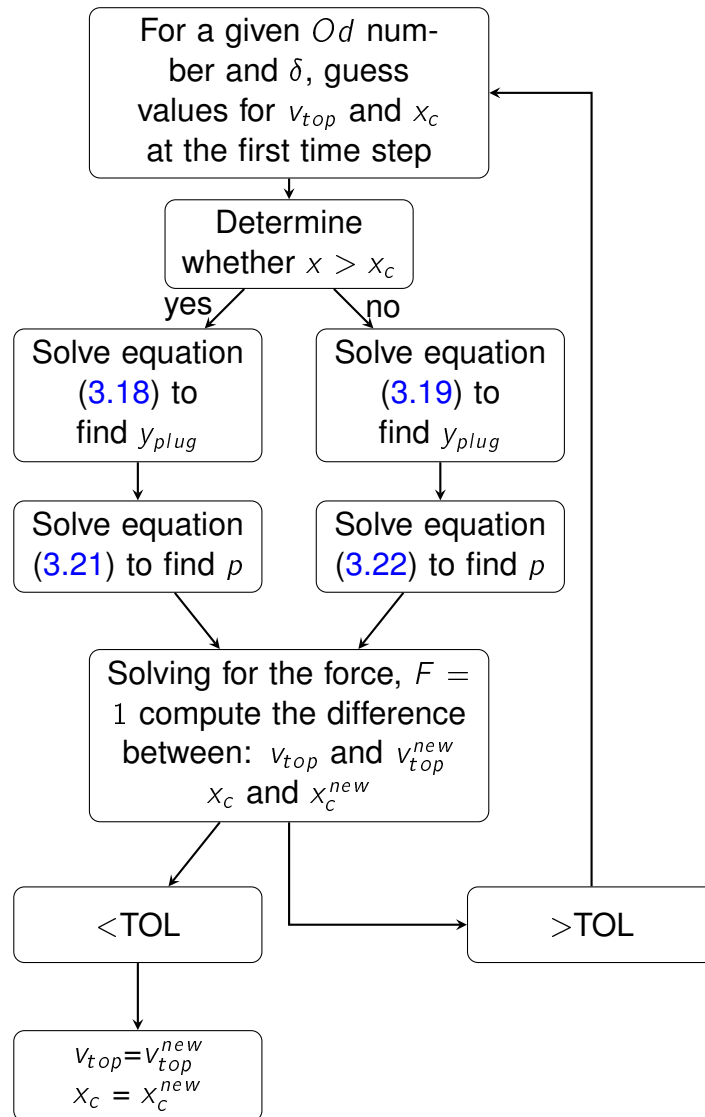 For a given Od num-
ber and δ, guess
values for v_top and x_c
at the first time step
Determine
whether x > x_c
yes
no
Solve equation
(3.18) to
find y_plug
Solve equation
(3.19) to
find y_plug
Solve equation
(3.21) to find p
Solve equation
(3.22) to find p
Solving for the force, F =
1 compute the difference
between: v_top and v_top^new
x_c and x_c^new
<TOL
>TOL
v_top=v_top^new
x_c = x_c^new